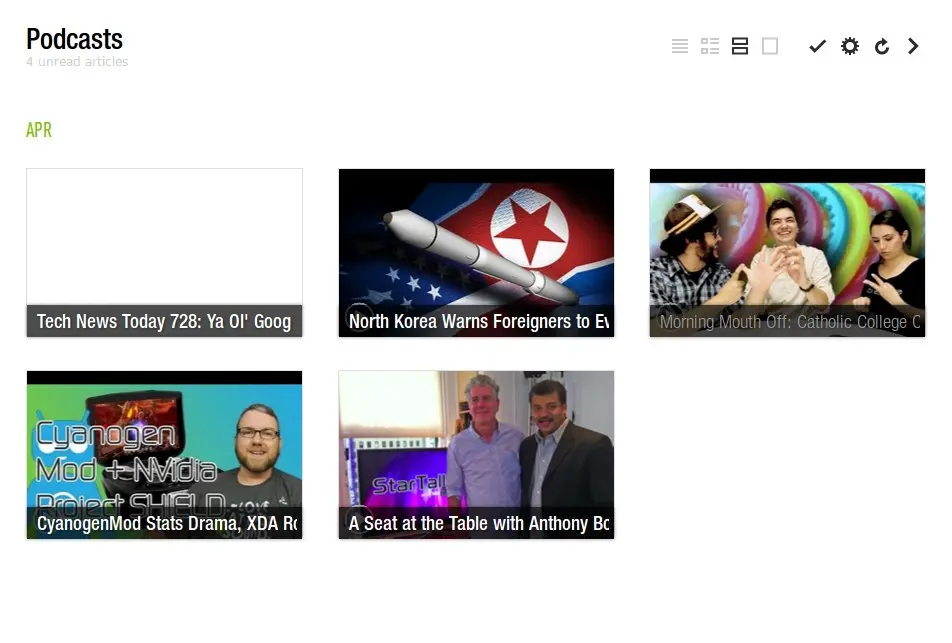 Podcasts
4 unread articles
APR
Tech News Today 728: Ya Ol' Goog
North Korea Warns Foreigners to Ev
Morning Mouth Off: Catholic College C
Cyanogen
Mod + NVidia
Project SHIELD
CyanogenMod Stats Drama, XDA Ro
StarTal
A Seat at the Table with Anthony Bo